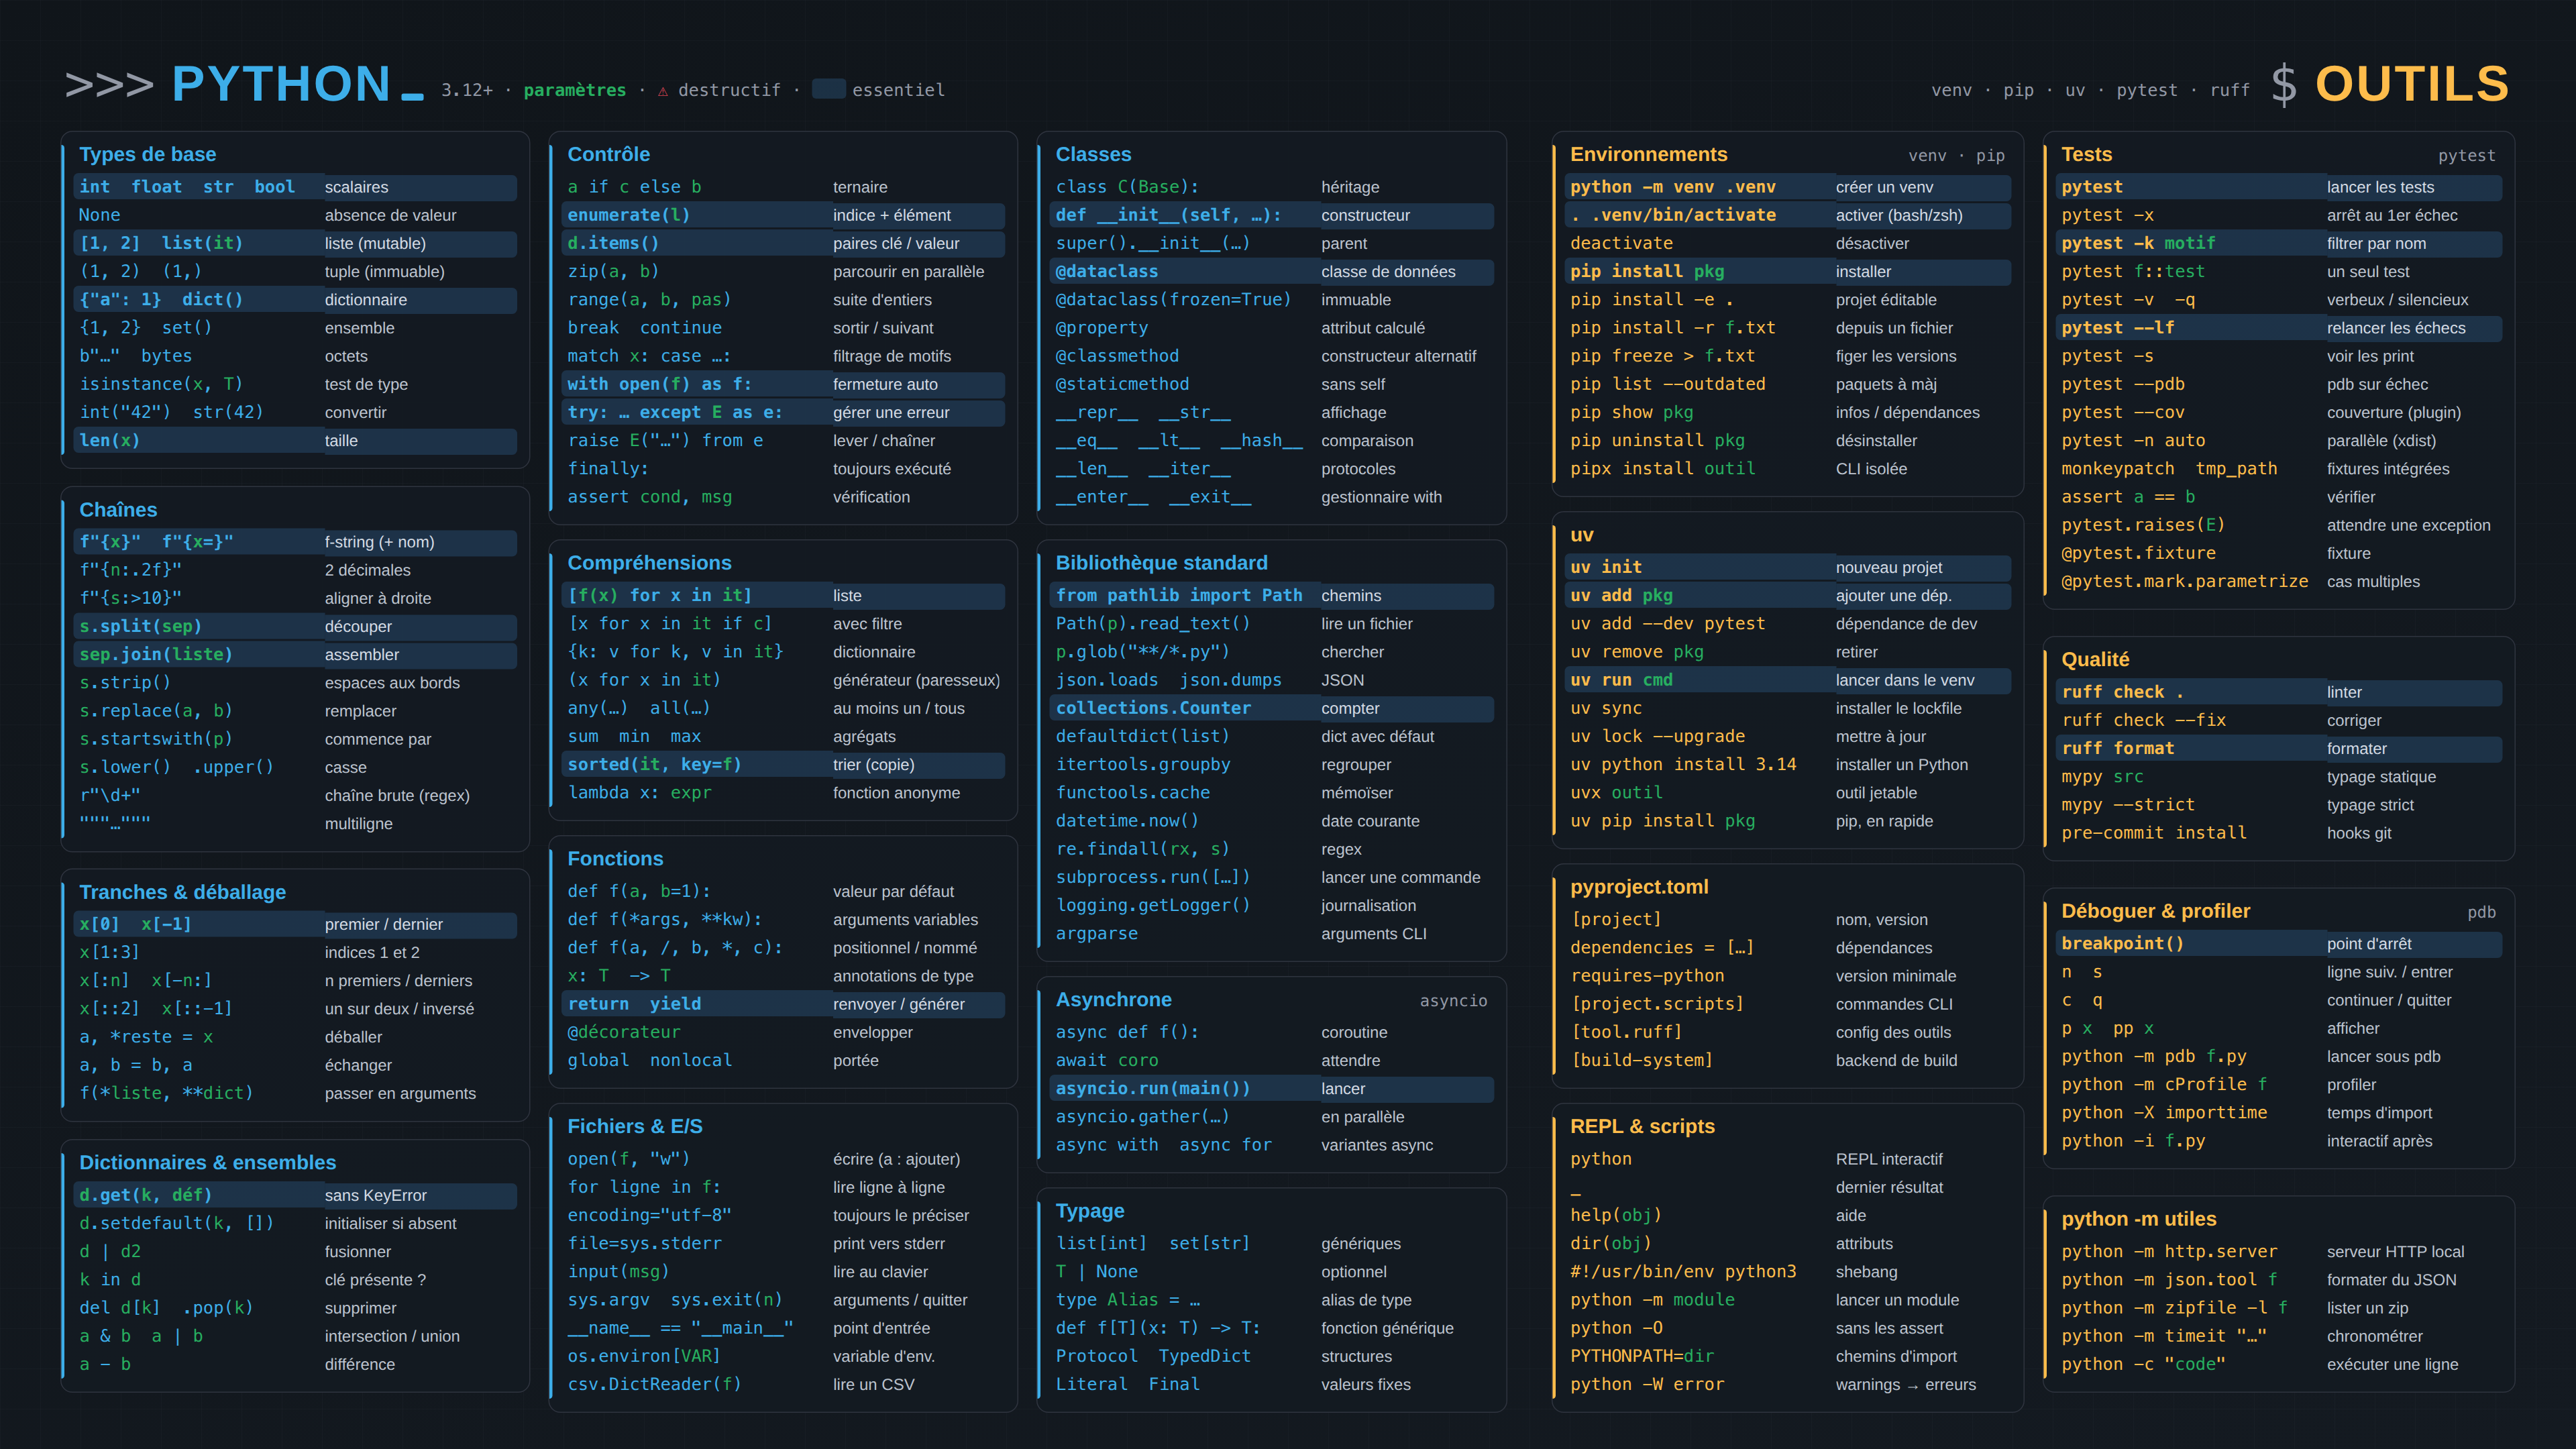 >>> PYTHON_ 3.12+ · paramètres · ⚠ destructif · essentiel
venv · pip · uv · pytest · ruff $ OUTILS
Types de base
int float str bool scalaires
None absence de valeur
[1, 2] list(it) liste (mutable)
(1, 2) (1,) tuple (immuable)
{"a": 1} dict() dictionnaire
{1, 2} set() ensemble
b"…" bytes octets
isinstance(x, T) test de type
int("42") str(42) convertir
len(x) taille
Chaînes
f"{x}" f"{x=}" f-string (+ nom)
f"{n:.2f}" 2 décimales
f"{s:>10}" aligner à droite
s.split(sep) découper
sep.join(liste) assembler
s.strip() espaces aux bords
s.replace(a, b) remplacer
s.startswith(p) commence par
s.lower() .upper() casse
r"\d+" chaîne brute (regex)
"""…""" multiligne
Tranches & déballage
x[0] x[−1] premier / dernier
x[1:3] indices 1 et 2
x[:n] x[−n:] n premiers / derniers
x[::2] x[::−1] un sur deux / inversé
a, *reste = x déballer
a, b = b, a échanger
f(*liste, **dict) passer en arguments
Dictionnaires & ensembles
d.get(k, déf) sans KeyError
d.setdefault(k, []) initialiser si absent
d | d2 fusionner
k in d clé présente ?
del d[k] .pop(k) supprimer
a & b a | b intersection / union
a − b différence
Contrôle
a if c else b ternaire
enumerate(l) indice + élément
d.items() paires clé / valeur
zip(a, b) parcourir en parallèle
range(a, b, pas) suite d'entiers
break continue sortir / suivant
match x: case …: filtrage de motifs
with open(f) as f: fermeture auto
try: … except E as e: gérer une erreur
raise E("…") from e lever / chaîner
finally: toujours exécuté
assert cond, msg vérification
Compréhensions
[f(x) for x in it] liste
[x for x in it if c] avec filtre
{k: v for k, v in it} dictionnaire
(x for x in it) générateur (paresseux)
any(…) all(…) au moins un / tous
sum min max agrégats
sorted(it, key=f) trier (copie)
lambda x: expr fonction anonyme
Fonctions
def f(a, b=1): valeur par défaut
def f(*args, **kw): arguments variables
def f(a, /, b, *, c): positionnel / nommé
x: T −> T annotations de type
return yield renvoyer / générer
@décorateur envelopper
global nonlocal portée
Fichiers & E/S
open(f, "w") écrire (a : ajouter)
for ligne in f: lire ligne à ligne
encoding="utf−8" toujours le préciser
file=sys.stderr print vers stderr
input(msg) lire au clavier
sys.argv sys.exit(n) arguments / quitter
__name__ == "__main__" point d'entrée
os.environ[VAR] variable d'env.
csv.DictReader(f) lire un CSV
Classes
class C(Base): héritage
def __init__(self, …): constructeur
super().__init__(…) parent
@dataclass classe de données
@dataclass(frozen=True) immuable
@property attribut calculé
@classmethod constructeur alternatif
@staticmethod sans self
__repr__ __str__ affichage
__eq__ __lt__ __hash__ comparaison
__len__ __iter__ protocoles
__enter__ __exit__ gestionnaire with
Bibliothèque standard
from pathlib import Path chemins
Path(p).read_text() lire un fichier
p.glob("**/*.py") chercher
json.loads json.dumps JSON
collections.Counter compter
defaultdict(list) dict avec défaut
itertools.groupby regrouper
functools.cache mémoïser
datetime.now() date courante
re.findall(rx, s) regex
subprocess.run([…]) lancer une commande
logging.getLogger() journalisation
argparse arguments CLI
Asynchrone asyncio
async def f(): coroutine
await coro attendre
asyncio.run(main()) lancer
asyncio.gather(…) en parallèle
async with async for variantes async
Typage
list[int] set[str] génériques
T | None optionnel
type Alias = … alias de type
def f[T](x: T) −> T: fonction générique
Protocol TypedDict structures
Literal Final valeurs fixes
Environnements venv · pip
python −m venv .venv créer un venv
. .venv/bin/activate activer (bash/zsh)
deactivate désactiver
pip install pkg installer
pip install −e . projet éditable
pip install −r f.txt depuis un fichier
pip freeze > f.txt figer les versions
pip list −−outdated paquets à màj
pip show pkg infos / dépendances
pip uninstall pkg désinstaller
pipx install outil CLI isolée
uv
uv init nouveau projet
uv add pkg ajouter une dép.
uv add −−dev pytest dépendance de dev
uv remove pkg retirer
uv run cmd lancer dans le venv
uv sync installer le lockfile
uv lock −−upgrade mettre à jour
uv python install 3.14 installer un Python
uvx outil outil jetable
uv pip install pkg pip, en rapide
pyproject.toml
[project] nom, version
dependencies = […] dépendances
requires−python version minimale
[project.scripts] commandes CLI
[tool.ruff] config des outils
[build−system] backend de build
REPL & scripts
python REPL interactif
_ dernier résultat
help(obj) aide
dir(obj) attributs
#!/usr/bin/env python3 shebang
python −m module lancer un module
python −O sans les assert
PYTHONPATH=dir chemins d'import
python −W error warnings → erreurs
Tests pytest
pytest lancer les tests
pytest −x arrêt au 1er échec
pytest −k motif filtrer par nom
pytest f::test un seul test
pytest −v −q verbeux / silencieux
pytest −−lf relancer les échecs
pytest −s voir les print
pytest −−pdb pdb sur échec
pytest −−cov couverture (plugin)
pytest −n auto parallèle (xdist)
monkeypatch tmp_path fixtures intégrées
assert a == b vérifier
pytest.raises(E) attendre une exception
@pytest.fixture fixture
@pytest.mark.parametrize cas multiples
Qualité
ruff check . linter
ruff check −−fix corriger
ruff format formater
mypy src typage statique
mypy −−strict typage strict
pre−commit install hooks git
Déboguer & profiler pdb
breakpoint() point d'arrêt
n s ligne suiv. / entrer
c q continuer / quitter
p x pp x afficher
python −m pdb f.py lancer sous pdb
python −m cProfile f profiler
python −X importtime temps d'import
python −i f.py interactif après
python -m utiles
python −m http.server serveur HTTP local
python −m json.tool f formater du JSON
python −m zipfile −l f lister un zip
python −m timeit "…" chronométrer
python −c "code" exécuter une ligne